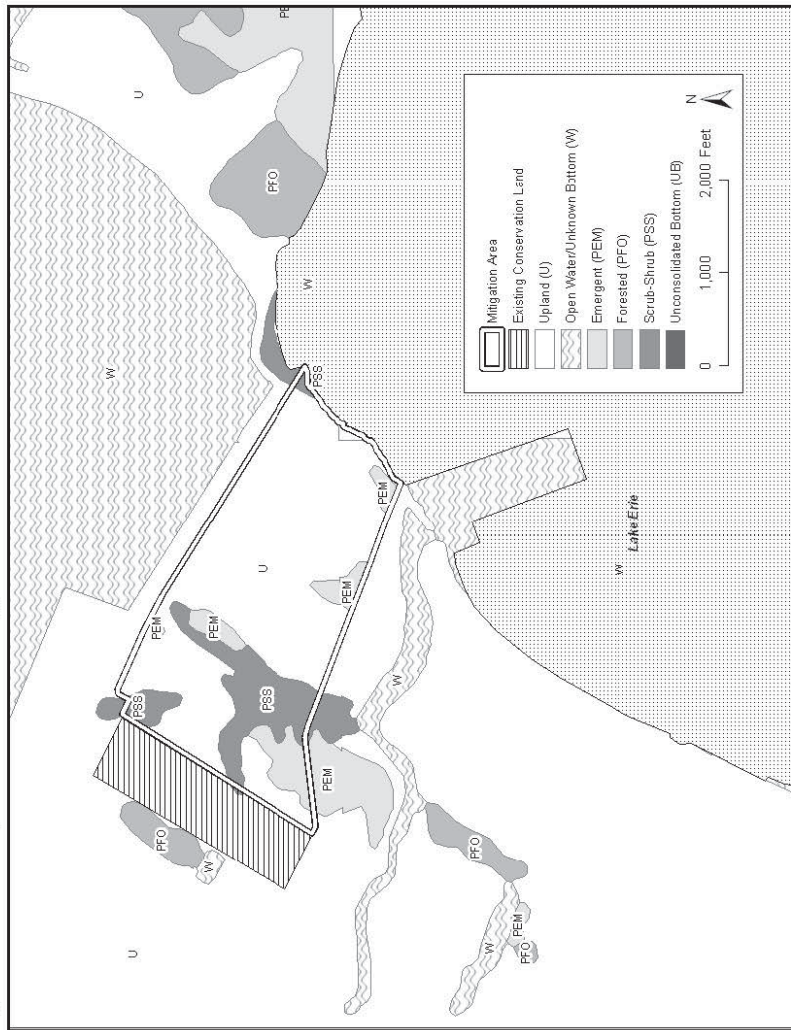 PEM
U
PFO
W
W
PSS
PEM
U
PEM
PEM
PEM
PSS
PSS
PEM
PFO
W
U
W
PFO
W
PEM
PFO
W
Lake Erie
Mitigation Area
Existing Conservation Land
Upland (U)
Open Water/Unknown Bottom (W)
Emergent (PEM)
Forested (PFO)
Scrub-Shrub (PSS)
Unconsolidated Bottom (UB)
N
0 1,000 2,000 Feet